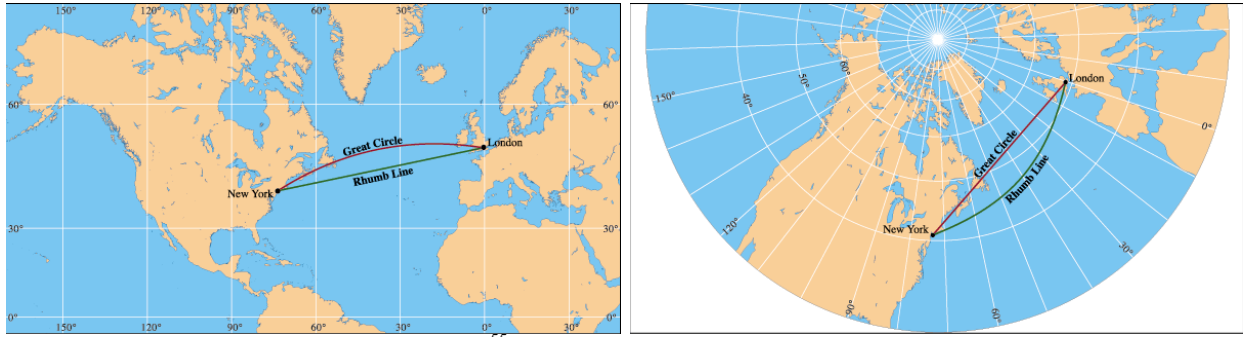 150° 120° 90° 60° 30° 0° 30°
60° 60°
Great Circle
London
Rhumb Line
New York
30° 30°
0° 0°
150° 120° 90° 60° 30° 0° 30°
London
60°
50°
150°
40°
0°
Great Circle
Rhumb Line
New York
120°
30°
90°
60°